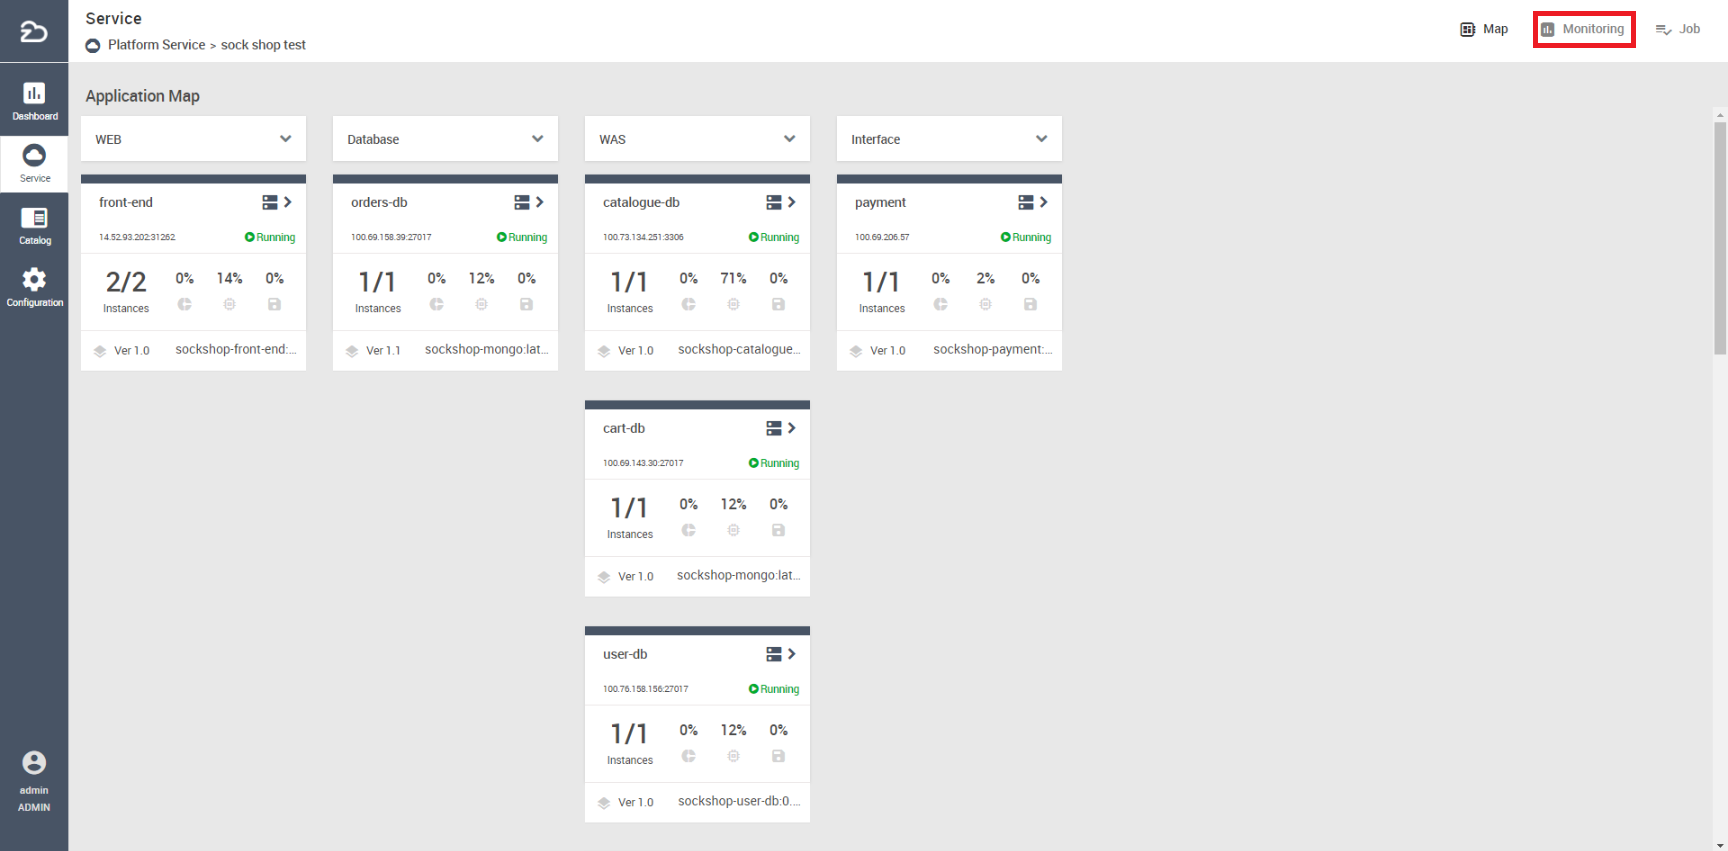 Service
Platform Service > sock shop test
Map
Monitoring
Job
Dashboard
Service
Catalog
Configuration
admin
ADMIN
Application Map
WEB
Database
WAS
Interface
front-end
14.52.93.202:31262
Running
2/2
Instances
0% 14% 0%
Ver 1.0 sockshop-front-end:...
orders-db
100.69.158.39:27017
Running
1/1
Instances
0% 12% 0%
Ver 1.1 sockshop-mongo:lat...
catalogue-db
100.73.134.251:3306
Running
1/1
Instances
0% 71% 0%
Ver 1.0 sockshop-catalogue...
payment
100.69.206.57
Running
1/1
Instances
0% 2% 0%
Ver 1.0 sockshop-payment:...
cart-db
100.69.143.30:27017
Running
1/1
Instances
0% 12% 0%
Ver 1.0 sockshop-mongo:lat...
user-db
100.76.158.156:27017
Running
1/1
Instances
0% 12% 0%
Ver 1.0 sockshop-user-db:0....